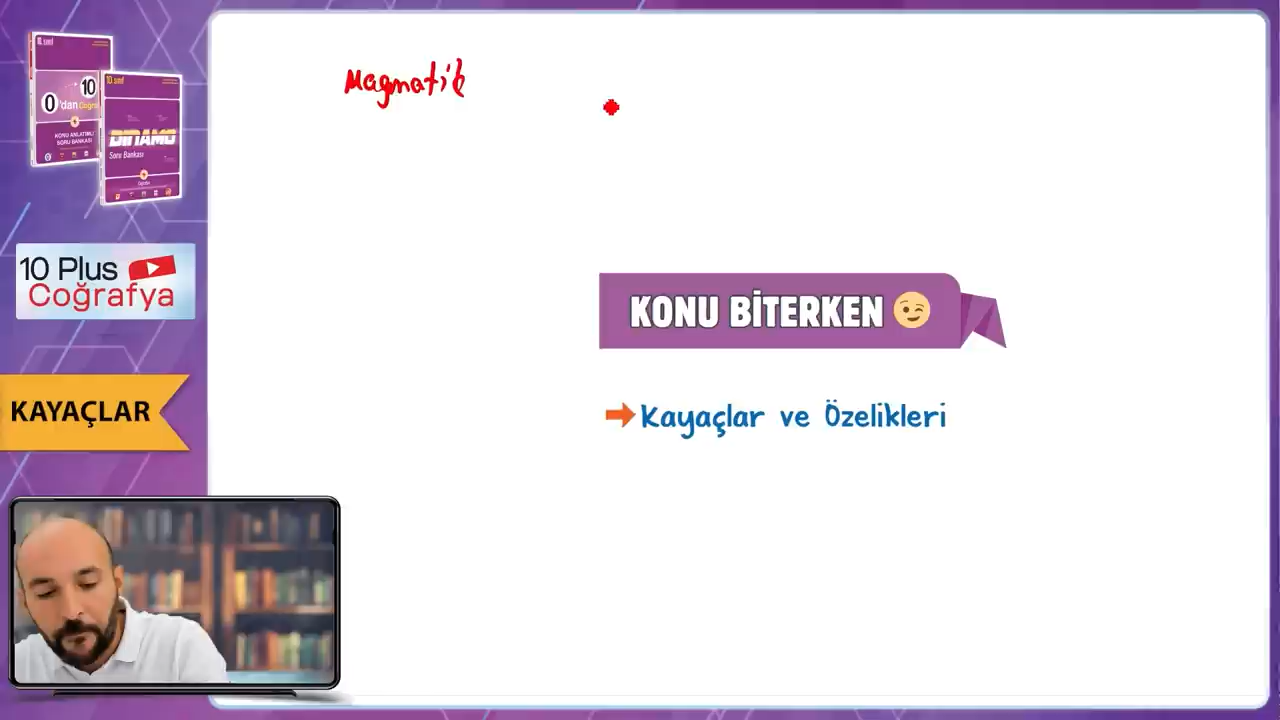 10.sınıf
10
0'dan Coğrafya
KONU ANLATIMLI
SORU BANKASI
10.sınıf
DİNAMO
Soru Bankası
10 Plus
Coğrafya
KAYAÇLAR
Magmatik
KONU BİTERKEN
Kayaçlar ve Özelikleri